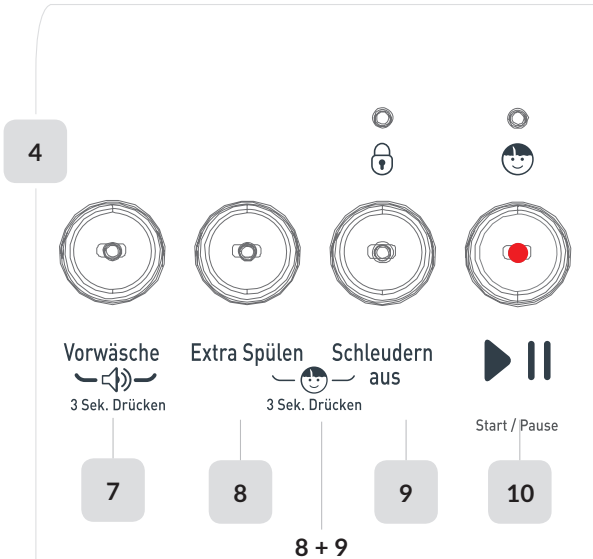 4
Vorwäsche
3 Sek. Drücken
Extra Spülen
3 Sek. Drücken
Schleudern
aus
Start / Pause
7
8
9
10
8 + 9